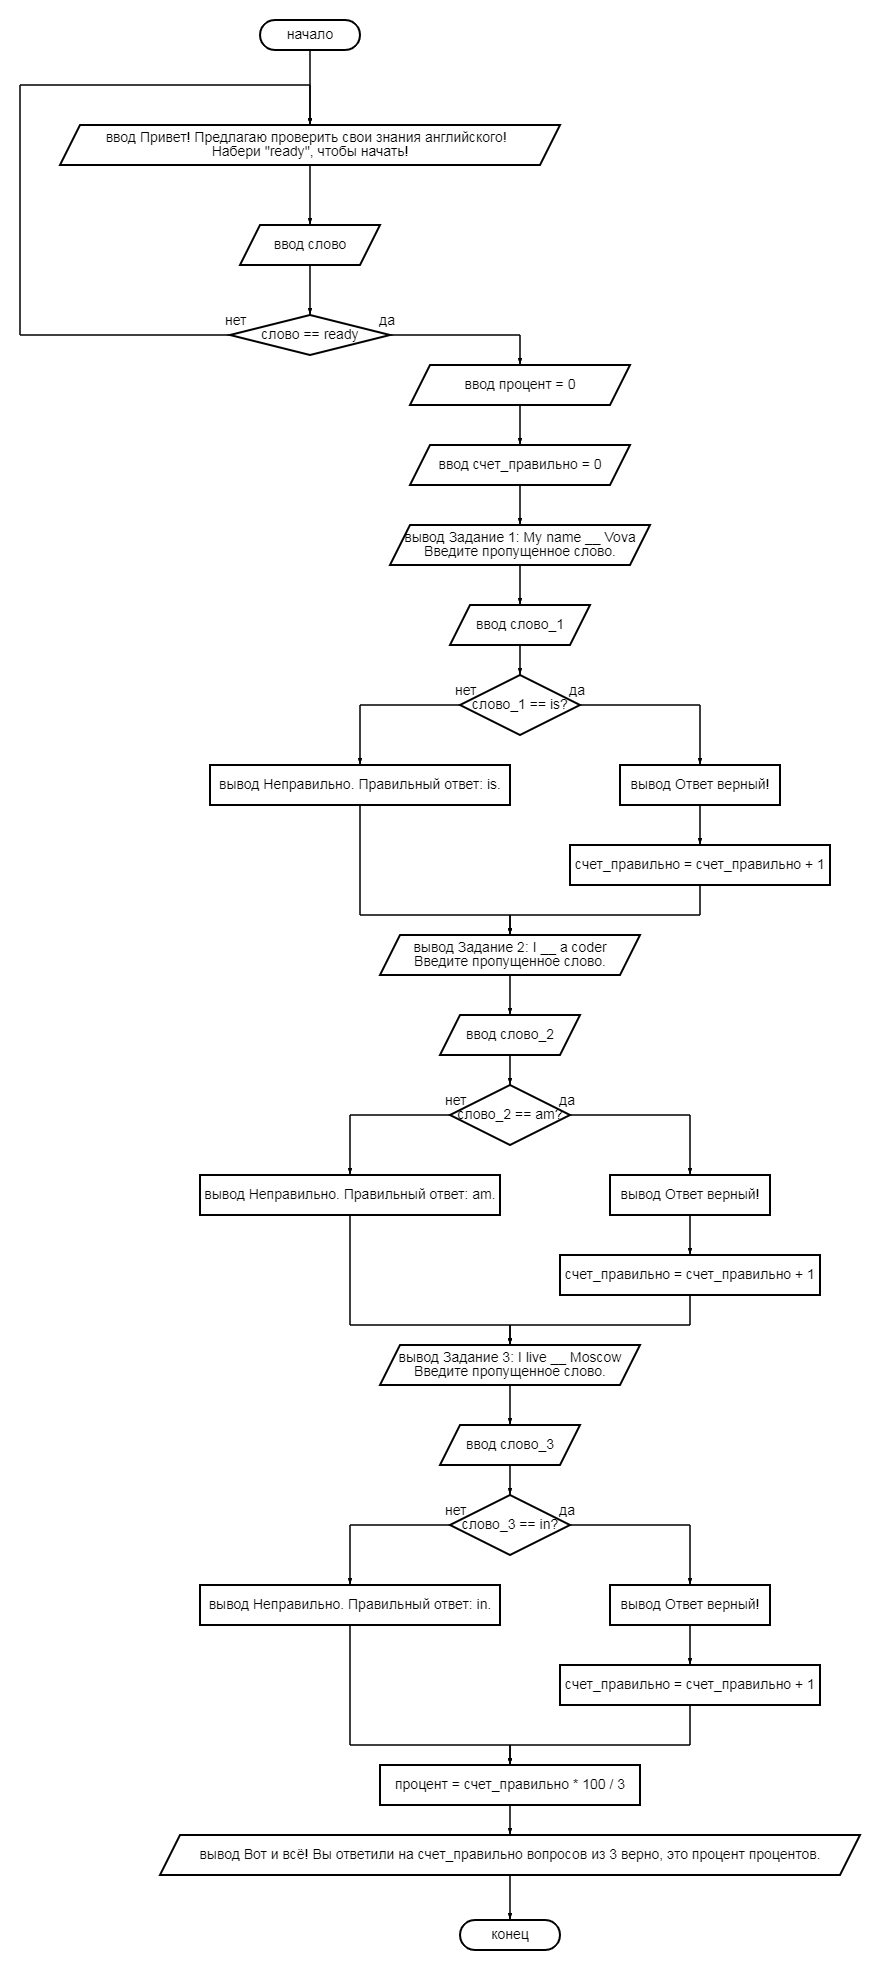 начало
ввод Привет! Предлагаю проверить свои знания английского!
Набери "ready", чтобы начать!
ввод слово
нет
да
слово == ready
ввод процент = 0
ввод счет_правильно = 0
вывод Задание 1: My name __ Vova
Введите пропущенное слово.
ввод слово_1
нет
да
слово_1 == is?
вывод Неправильно. Правильный ответ: is.
вывод Ответ верный!
счет_правильно = счет_правильно + 1
вывод Задание 2: I __ a coder
Введите пропущенное слово.
ввод слово_2
нет
да
слово_2 == am?
вывод Неправильно. Правильный ответ: am.
вывод Ответ верный!
счет_правильно = счет_правильно + 1
вывод Задание 3: I live __ Moscow
Введите пропущенное слово.
ввод слово_3
нет
да
слово_3 == in?
вывод Неправильно. Правильный ответ: in.
вывод Ответ верный!
счет_правильно = счет_правильно + 1
процент = счет_правильно * 100 / 3
вывод Вот и всё! Вы ответили на счет_правильно вопросов из 3 верно, это процент процентов.
конец